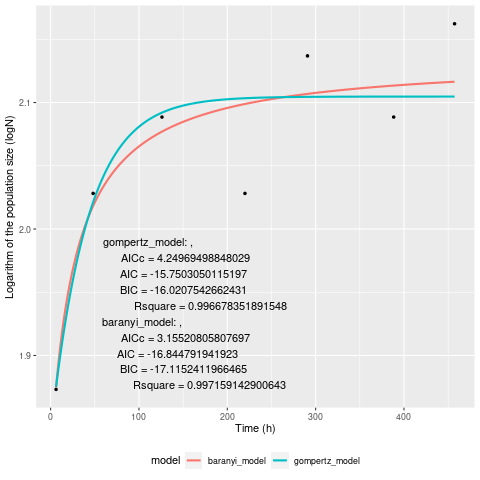 Logarithm of the population size (logN)
2.1
2.0
1.9
gompertz_model: ,
AICc = 4.24969498848029
AIC = -15.7503050115197
BIC = -16.0207542662431
Rsquare = 0.996678351891548
baranyi_model: ,
AICc = 3.15520805807697
AIC = -16.844791941923
BIC = -17.1152411966465
Rsquare = 0.997159142900643
0 100 200 300 400
Time (h)
model baranyi_model gompertz_model